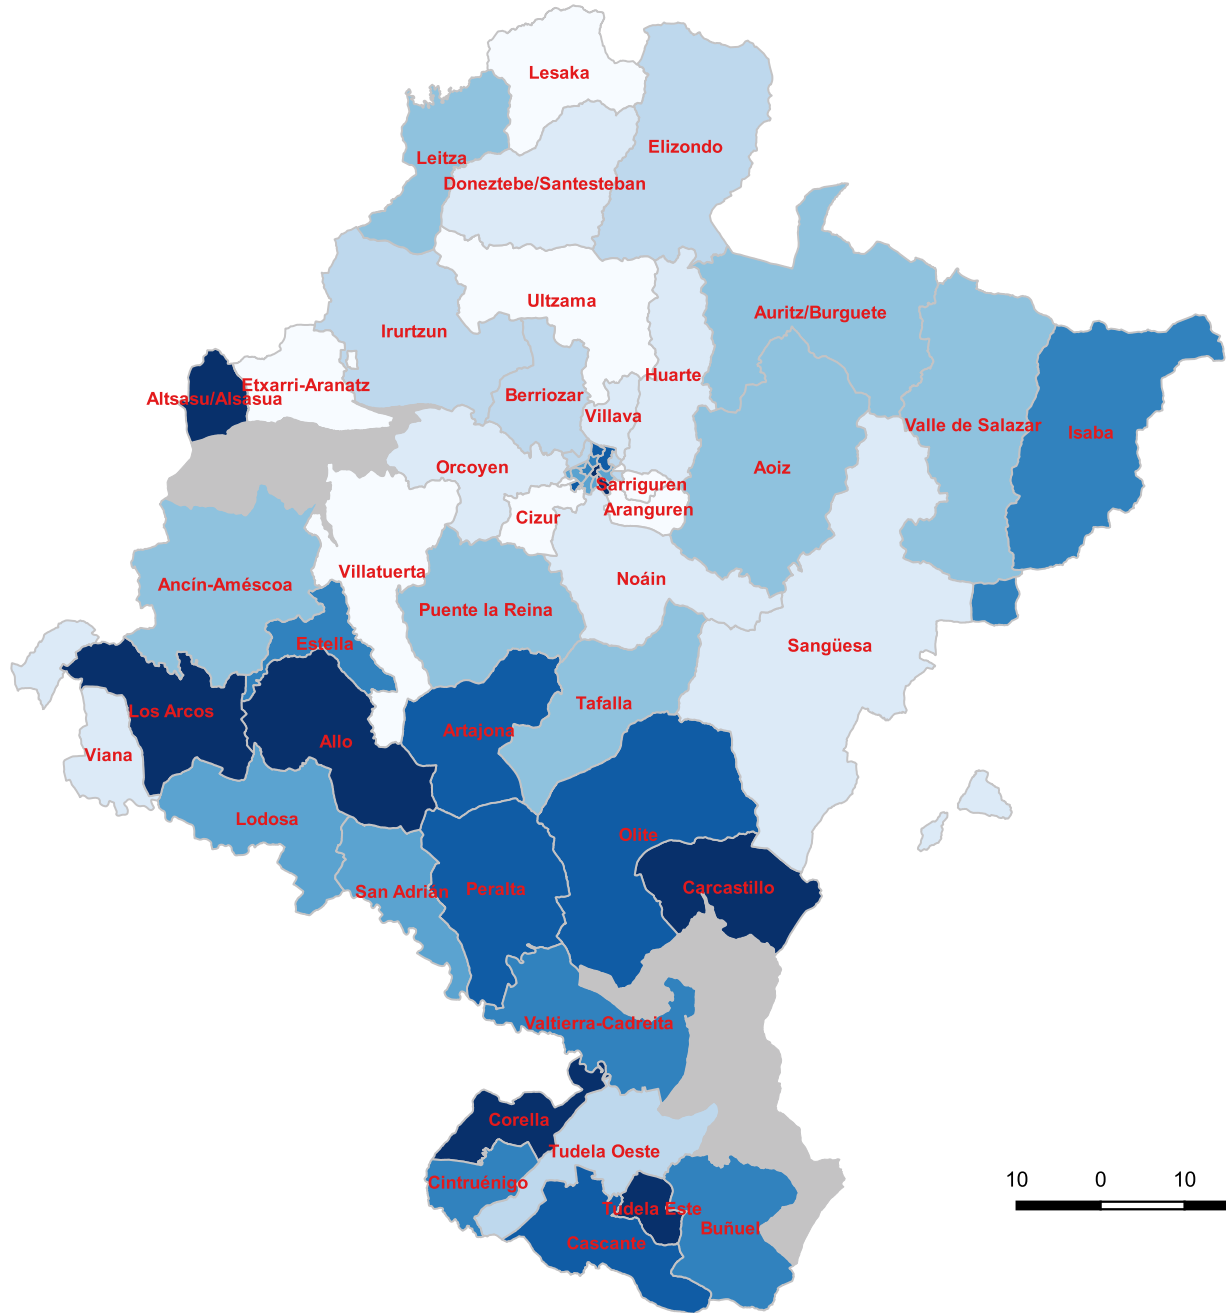 Lesaka
Elizondo
Leitza
Doneztebe/Santesteban
Ultzama
Auritz/Burguete
Irurtzun
Huarte
Etxarri-Aranatz
Berriozar
Altsasu/Alsasua
Villava
Valle de Salazar
Isaba
Orcoyen
Aoiz
Sarriguren
Aranguren
Cizur
Villatuerta
Noáin
Ancín-Améscoa
Puente la Reina
Estella
Sangüesa
Tafalla
Los Arcos
Artajona
Allo
Viana
Lodosa
Olite
San Adrián
Peralta
Carcastillo
Valtierra-Cadreita
Corella
Tudela Oeste
Cintruénigo
10 0 10
Tudela Este
Buñuel
Cascante